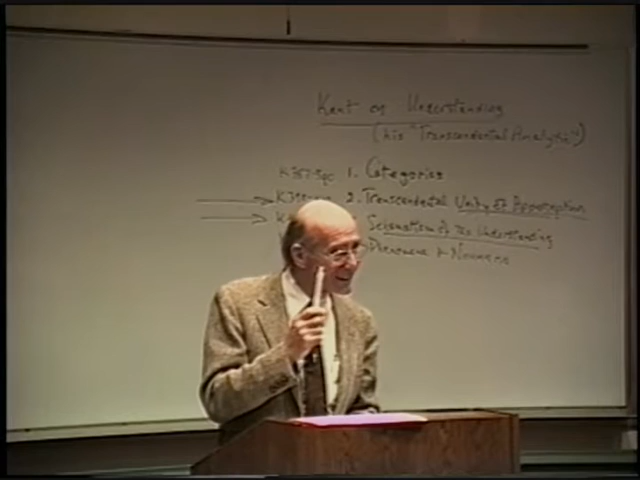 Kant on Understanding
(his "Transcendental Analytic")
1. Categories
2. Transcendental Unity of Apperception
Schematism of the Understanding
Phenomena & Noumena